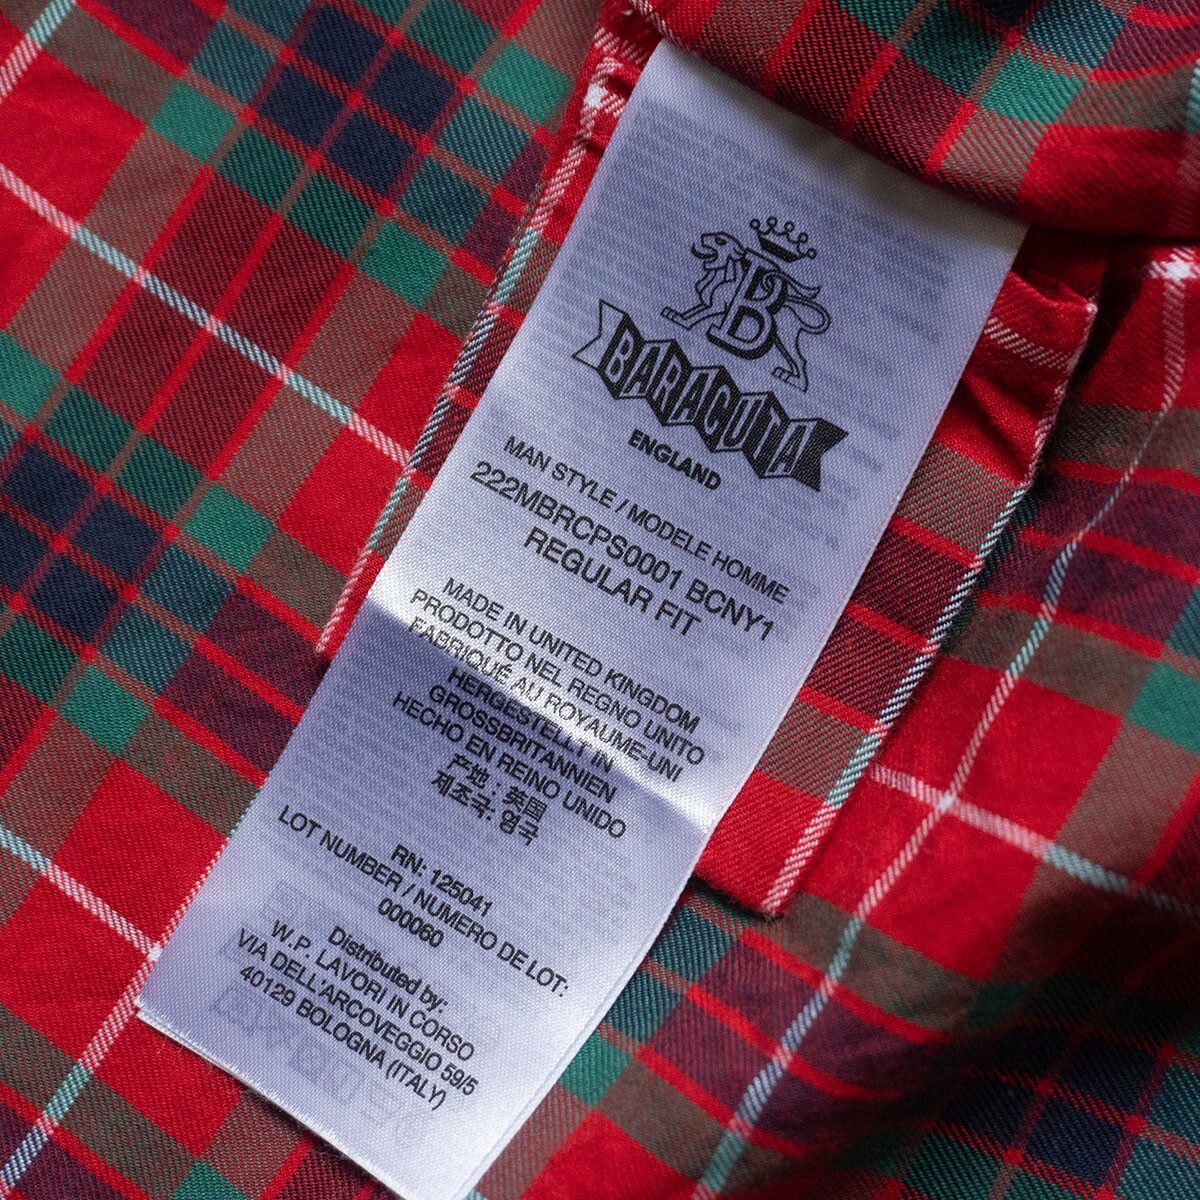 B
BARACUTA
ENGLAND
MAN STYLE / MODELE HOMME
222MBRCPS0001 BCNY1
REGULAR FIT
MADE IN UNITED KINGDOM
PRODOTTO NEL REGNO UNITO
FABRIQUÉ AU ROYAUME-UNI
HERGESTELLT IN
GROSSBRITANNIEN
HECHO EN REINO UNIDO
产地 : 英国
제조국: 영국
RN: 125041
LOT NUMBER / NUMERO DE LOT:
000060
Distributed by:
W.P. LAVORI IN CORSO
VIA DELL'ARCOVEGGIO 59/5
40129 BOLOGNA (ITALY)